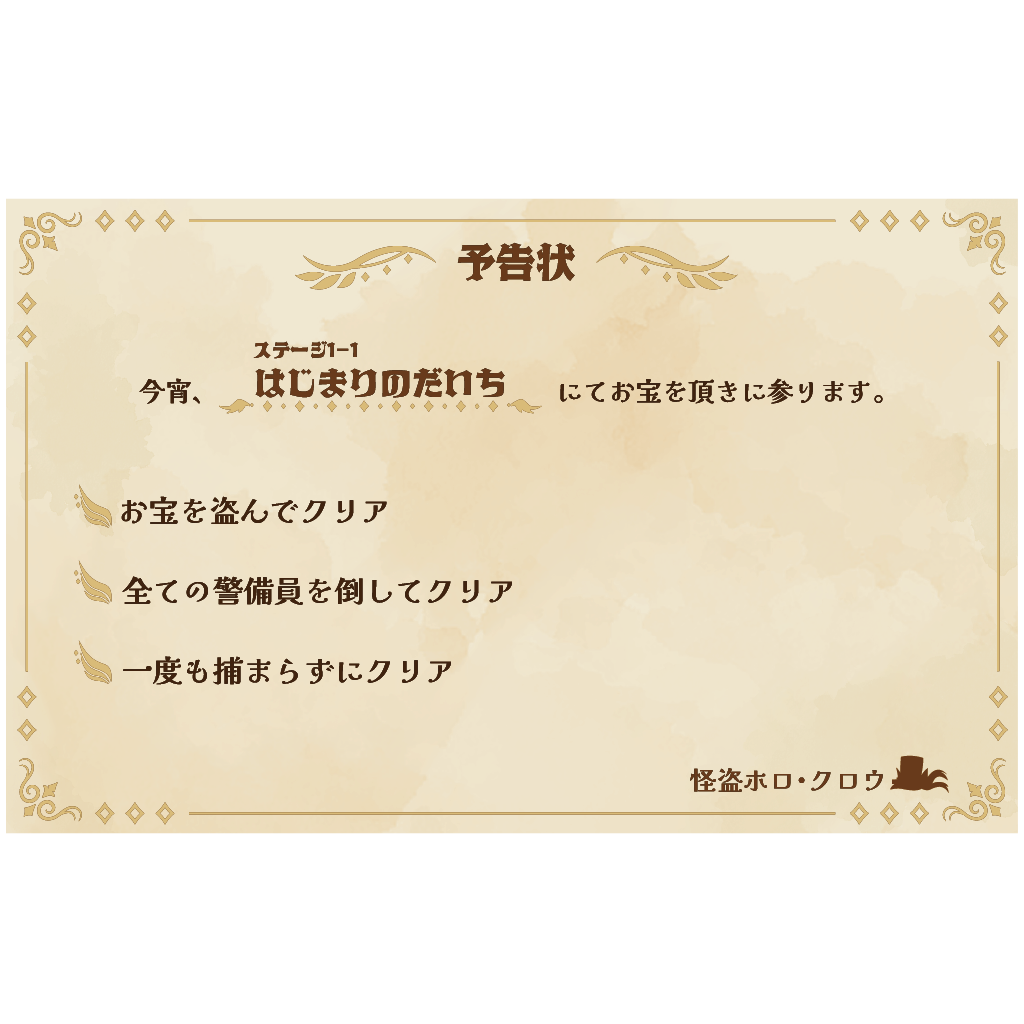 予告状
ステージ1-1
今宵、はじまりのだいちにてお宝を頂きに参ります。
お宝を盗んでクリア
全ての警備員を倒してクリア
一度も捕まらずにクリア
怪盗ホロ・クロウ